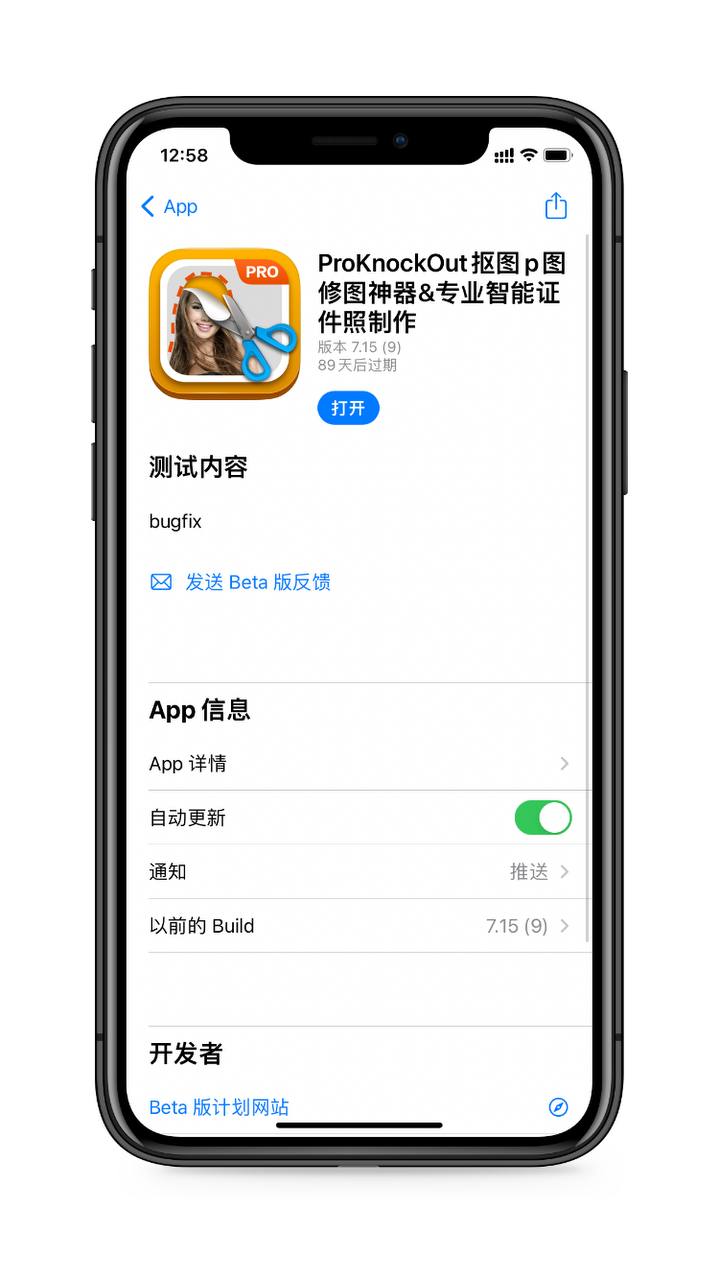 12:58
App
PRO
ProKnockOut抠图p图
修图神器&专业智能证
件照制作
版本 7.15 (9)
89天后过期
打开
测试内容
bugfix
发送 Beta 版反馈
App 信息
App 详情
自动更新
通知 推送
以前的 Build 7.15 (9)
开发者
Beta 版计划网站